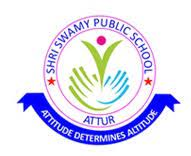 SHRI SWAMY PUBLIC SCHOOL
ATTUR
ATTITUDE DETERMINES ALTITUDE